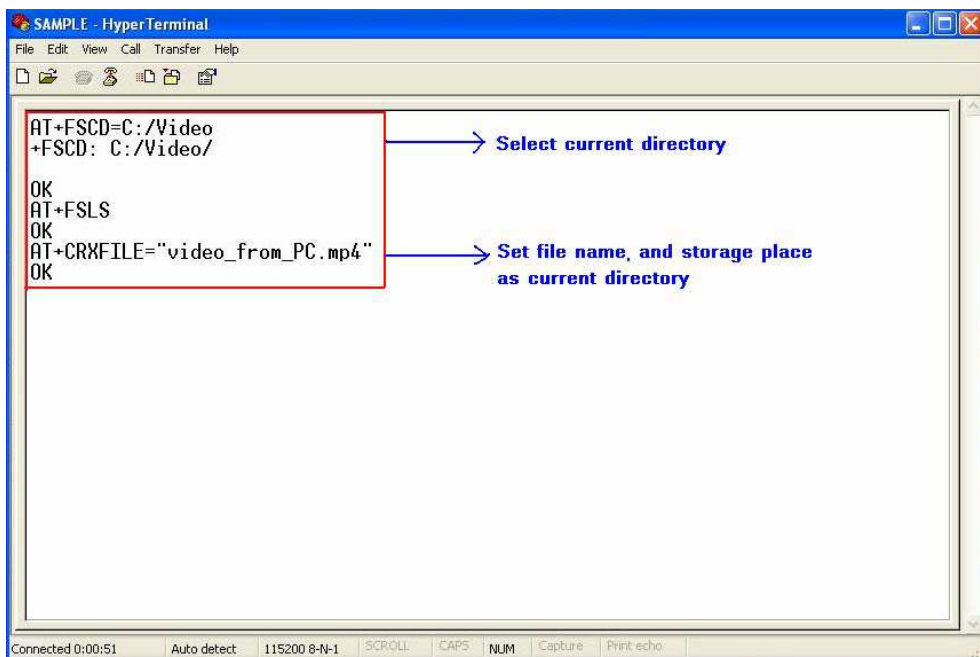 SAMPLE - HyperTerminal
File Edit View Call Transfer Help
AT+FSCD=C:/Video
+FSCD: C:/Video/
Select current directory
OK
AT+FSLS
OK
AT+CRXFILE="video_from_PC.mp4"
Set file name, and storage place
as current directory
OK
Connected 0:00:51 Auto detect 115200 8-N-1 SCROLL CAPS NUM Capture Print echo